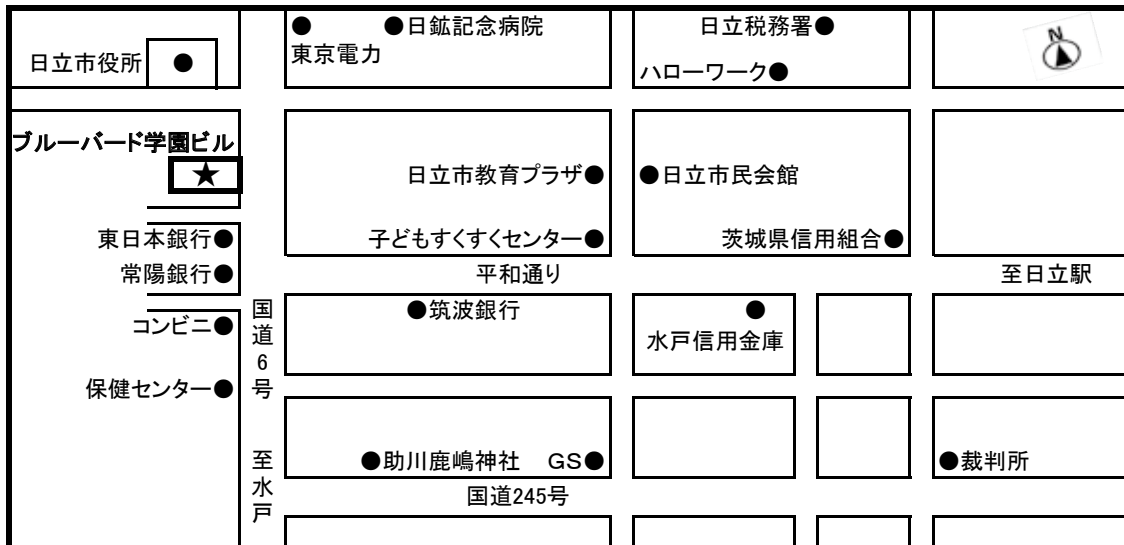 ●
●日鉱記念病院
日立税務署●
N
東京電力
日立市役所
●
ハローワーク●
ブルーバード学園ビル
★
日立市教育プラザ●
●日立市民会館
東日本銀行●
子どもすくすくセンター●
茨城県信用組合●
常陽銀行●
平和通り
至日立駅
国道6号
●筑波銀行
●
コンビニ●
水戸信用金庫
保健センター●
至水戸
●助川鹿嶋神社 GS●
●裁判所
国道245号